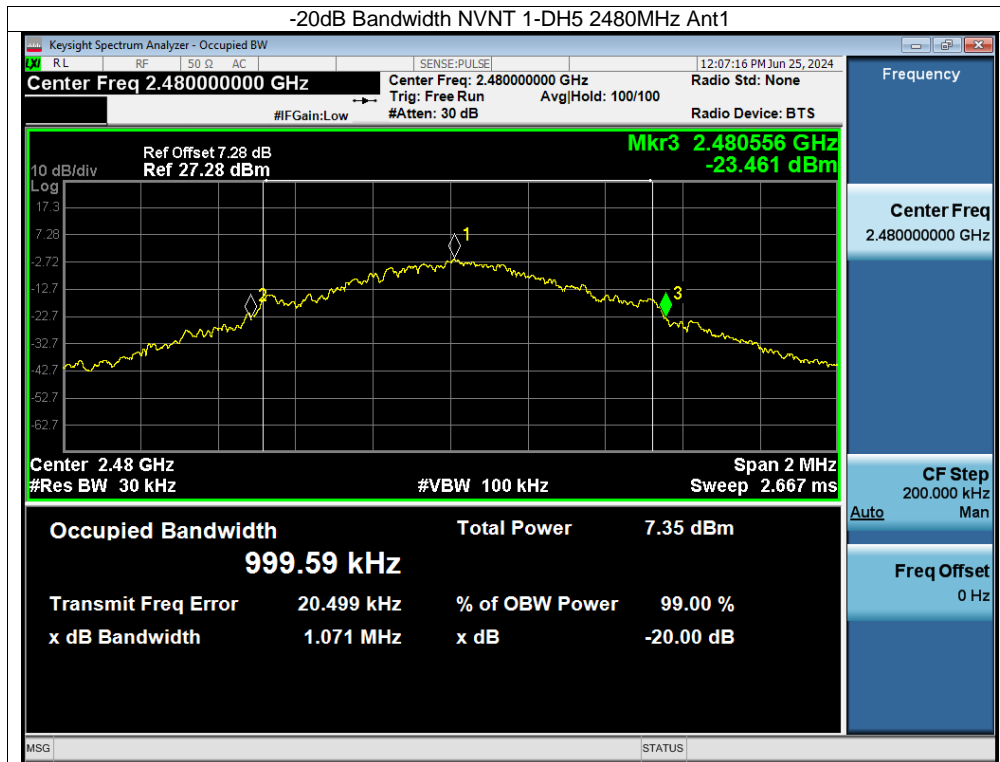 -20dB Bandwidth NVNT 1-DH5 2480MHz Ant1
Keysight Spectrum Analyzer - Occupied BW
LXI RL RF 50 Ω AC SENSE:PULSE 12:07:16 PM Jun 25, 2024
Center Freq 2.480000000 GHz
Center Freq: 2.480000000 GHz
Radio Std: None
Trig: Free Run Avg|Hold: 100/100
#IFGain:Low
#Atten: 30 dB
Radio Device: BTS
Frequency
Mkr3 2.480556 GHz
-23.461 dBm
Ref Offset 7.28 dB
10 dB/div Ref 27.28 dBm
Log
17.3
7.28
-2.72
-12.7
-22.7
-32.7
-42.7
-52.7
-62.7
1
2
3
Center 2.48 GHz
Span 2 MHz
#Res BW 30 kHz
#VBW 100 kHz
Sweep 2.667 ms
Occupied Bandwidth
999.59 kHz
Total Power 7.35 dBm
Transmit Freq Error 20.499 kHz
% of OBW Power 99.00 %
x dB Bandwidth 1.071 MHz
x dB -20.00 dB
Center Freq
2.480000000 GHz
CF Step
200.000 kHz
Auto Man
Freq Offset
0 Hz
MSG
STATUS